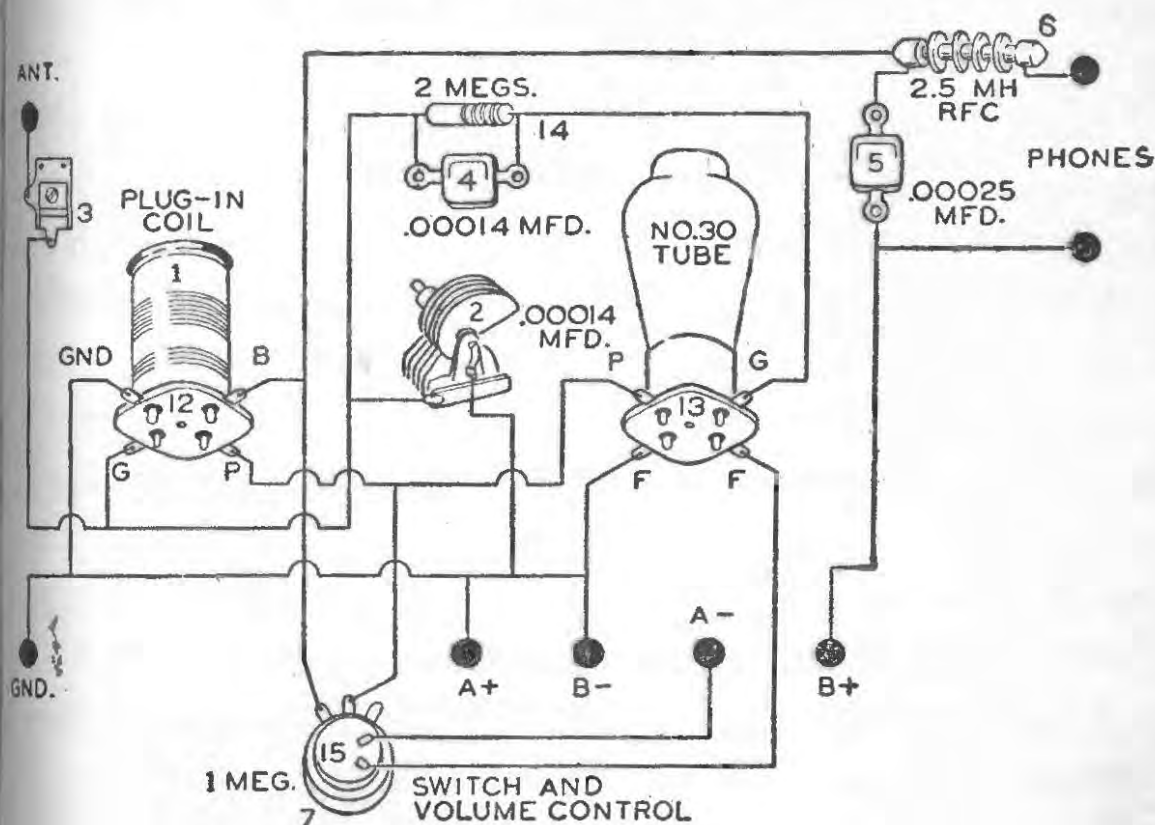 6
ANT.
2 MEGS.
14
2.5 MH
RFC
4
5
PHONES
3
PLUG-IN
COIL
.00014 MFD.
NO.30
TUBE
.00025
MFD.
1
2
.00014
MFD.
GND
B
P
G
12
13
G
P
F
F
A-
GND.
A+
B-
B+
15
1 MEG.
7
SWITCH AND
VOLUME CONTROL